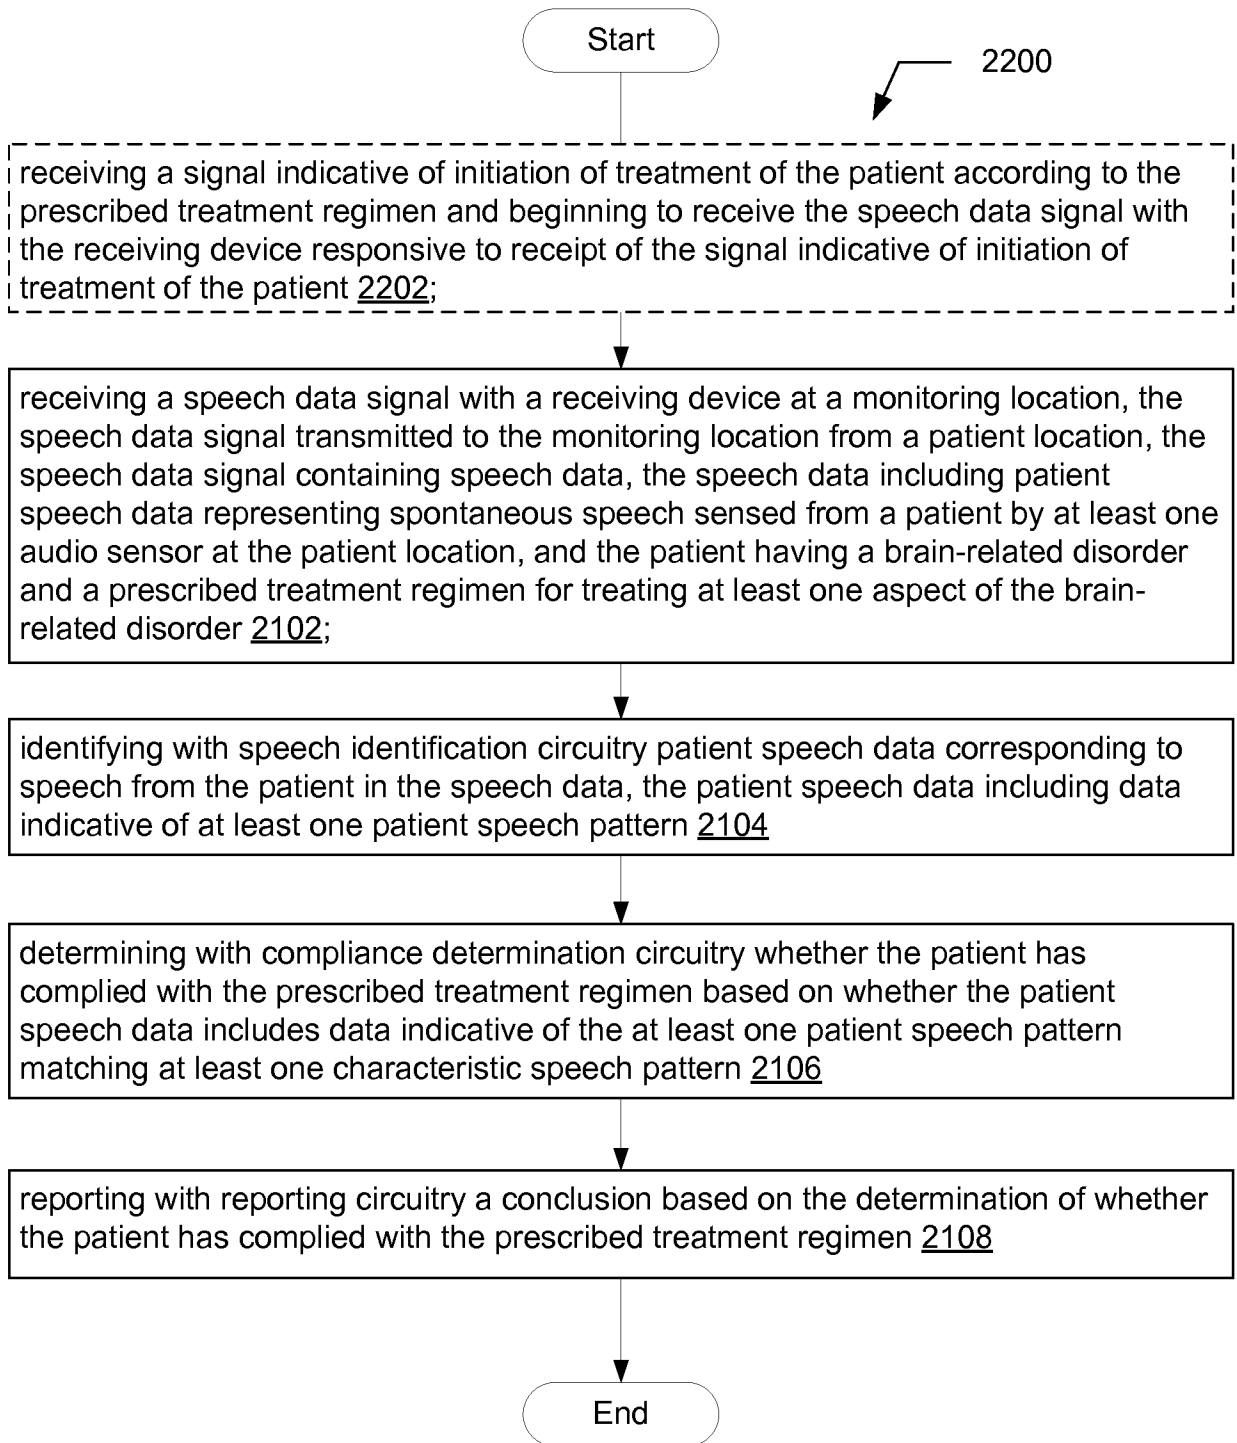 Start
2200
receiving a signal indicative of initiation of treatment of the patient according to the
prescribed treatment regimen and beginning to receive the speech data signal with
the receiving device responsive to receipt of the signal indicative of initiation of
treatment of the patient 2202;
receiving a speech data signal with a receiving device at a monitoring location, the
speech data signal transmitted to the monitoring location from a patient location, the
speech data signal containing speech data, the speech data including patient
speech data representing spontaneous speech sensed from a patient by at least one
audio sensor at the patient location, and the patient having a brain-related disorder
and a prescribed treatment regimen for treating at least one aspect of the brain-
related disorder 2102;
identifying with speech identification circuitry patient speech data corresponding to
speech from the patient in the speech data, the patient speech data including data
indicative of at least one patient speech pattern 2104
determining with compliance determination circuitry whether the patient has
complied with the prescribed treatment regimen based on whether the patient
speech data includes data indicative of the at least one patient speech pattern
matching at least one characteristic speech pattern 2106
reporting with reporting circuitry a conclusion based on the determination of whether
the patient has complied with the prescribed treatment regimen 2108
End